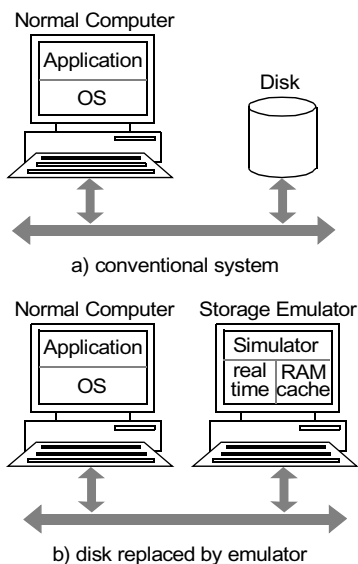 Normal Computer
Application
OS
Disk
a) conventional system
Normal Computer
Storage Emulator
Application
OS
Simulator
real time
RAM cache
b) disk replaced by emulator